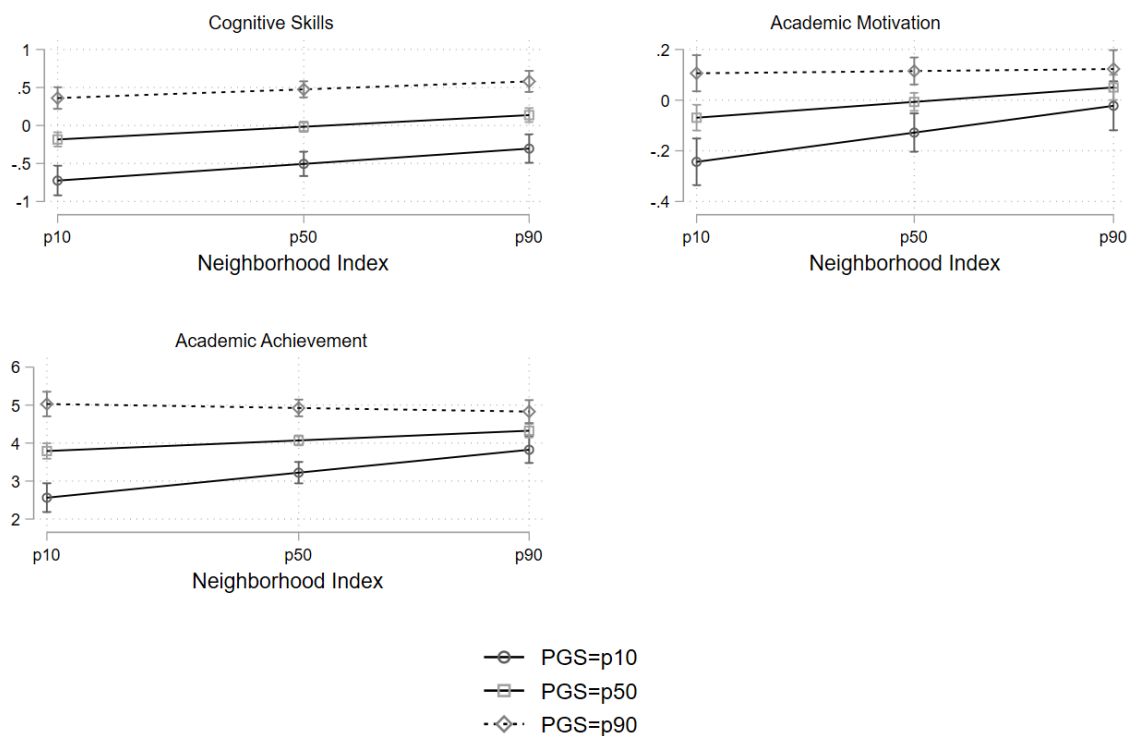 Cognitive Skills
1
.5
0
-.5
-1
p10 p50 p90
Neighborhood Index
Academic Motivation
.2
0
-.2
-.4
p10 p50 p90
Neighborhood Index
Academic Achievement
6
5
4
3
2
p10 p50 p90
Neighborhood Index
PGS=p10
PGS=p50
PGS=p90